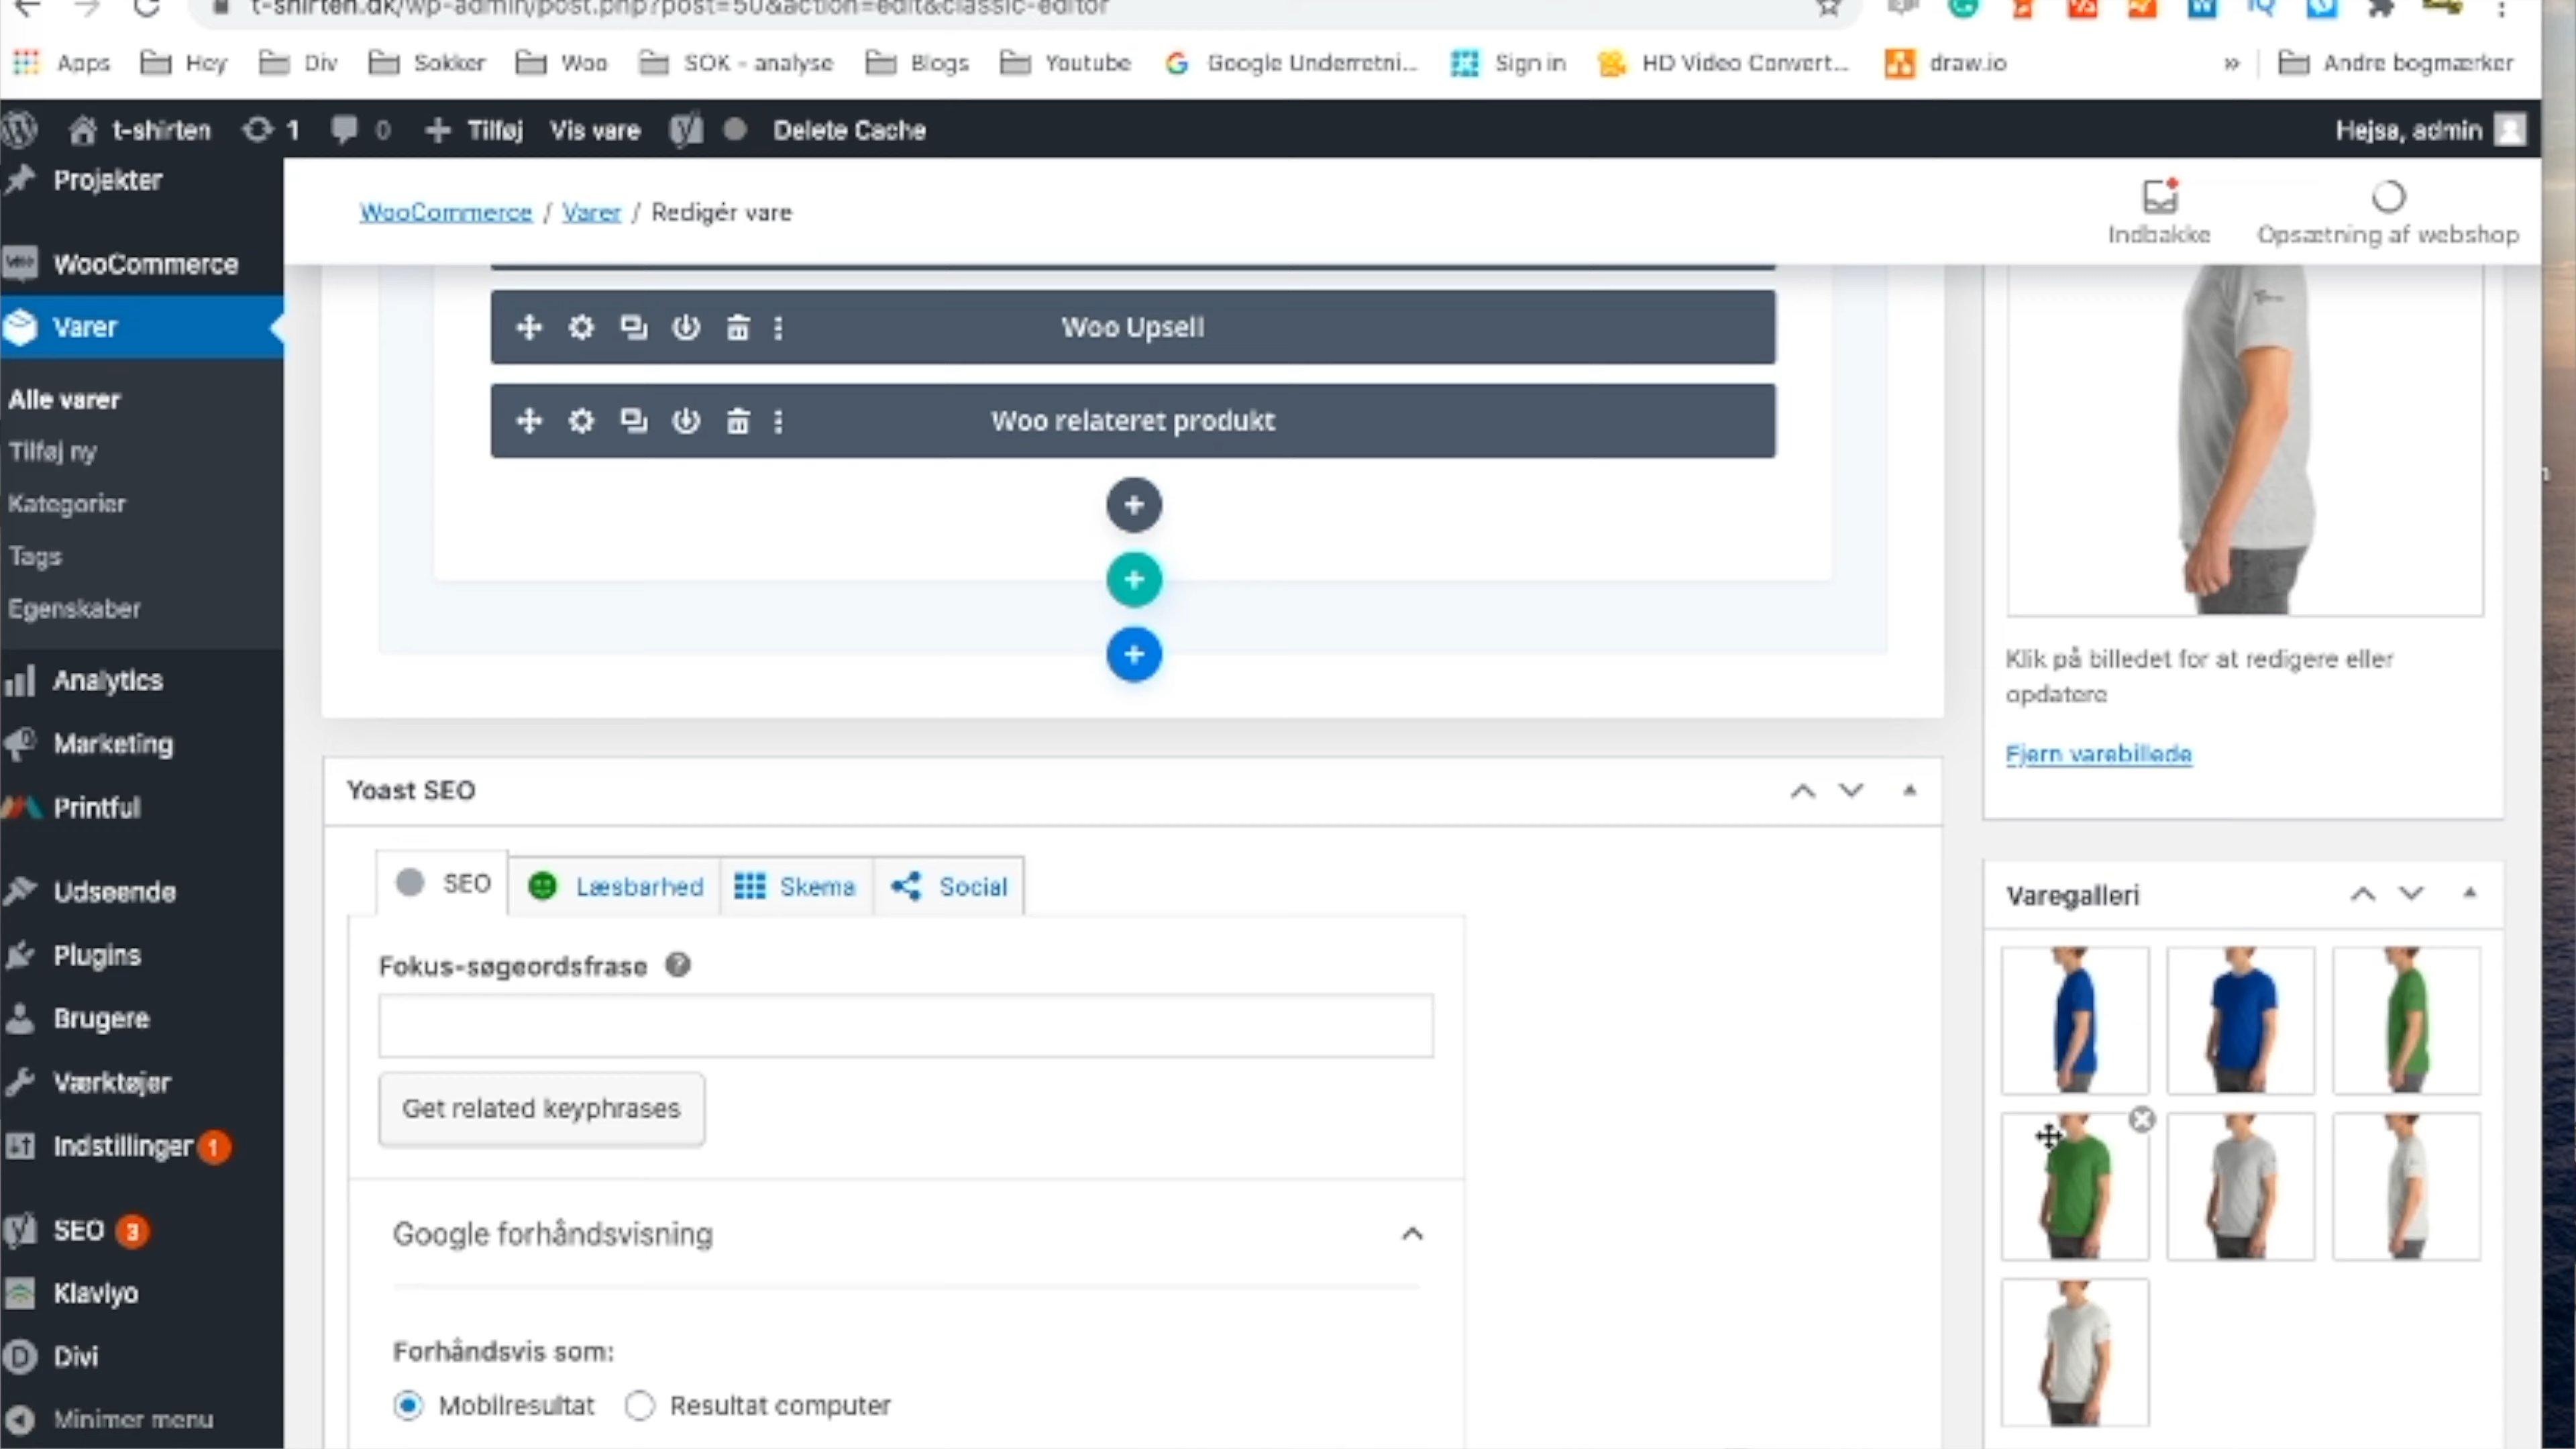 t-shirten.dk/wp-admin/post.php?post=50&action=edit&classic-editor
Apps Hey Div Sokker Woo SOK - analyse Blogs Youtube Google Underretni... Sign in HD Video Convert... draw.io » Andre bogmærker
t-shirten 1 0 Tilføj Vis vare Delete Cache Hejsa, admin
Projekter
WooCommerce
Varer
Alle varer
Tilføj ny
Kategorier
Tags
Egenskaber
Analytics
Marketing
Printful
Udseende
Plugins
Brugere
Værktøjer
Indstillinger 1
SEO 3
Klaviyo
Divi
Minimer menu
WooCommerce / Varer / Redigér vare
Indbakke
Opsætning af webshop
Woo Upsell
Woo relateret produkt
Yoast SEO
SEO Læsbarhed Skema Social
Fokus-søgeordsfrase
Get related keyphrases
Google forhåndsvisning
Forhåndsvis som:
Mobilresultat Resultat computer
Klik på billedet for at redigere eller
opdatere
Fjern varebillede
Varegalleri